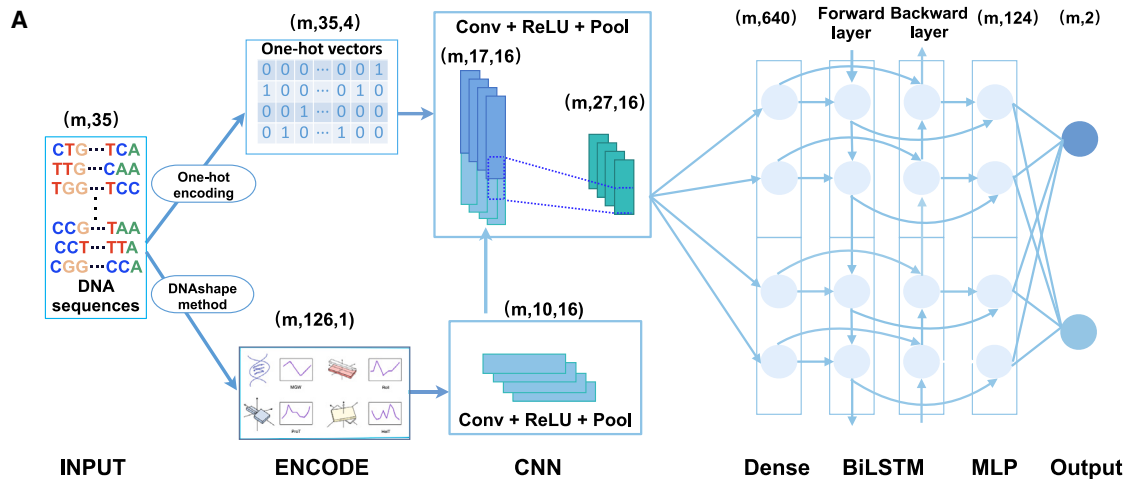 A
(m,35)
CTG···TCA
TTG···CAA
TGG···TCC
CCG···TAA
CCT···TTA
CGG···CCA
DNA
sequences
One-hot
encoding
DNAshape
method
(m,35,4)
One-hot vectors
0 0 0 ··· 0 0 1
1 0 0 ··· 0 1 0
0 0 1 ··· 0 0 0
0 1 0 ··· 1 0 0
(m,126,1)
MGW
Roll
ProT
HelT
Conv + ReLU + Pool
(m,17,16)
(m,27,16)
(m,10,16)
Conv + ReLU + Pool
(m,640)
Forward
layer
Backward
layer
(m,124)
(m,2)
INPUT
ENCODE
CNN
Dense
BiLSTM
MLP
Output